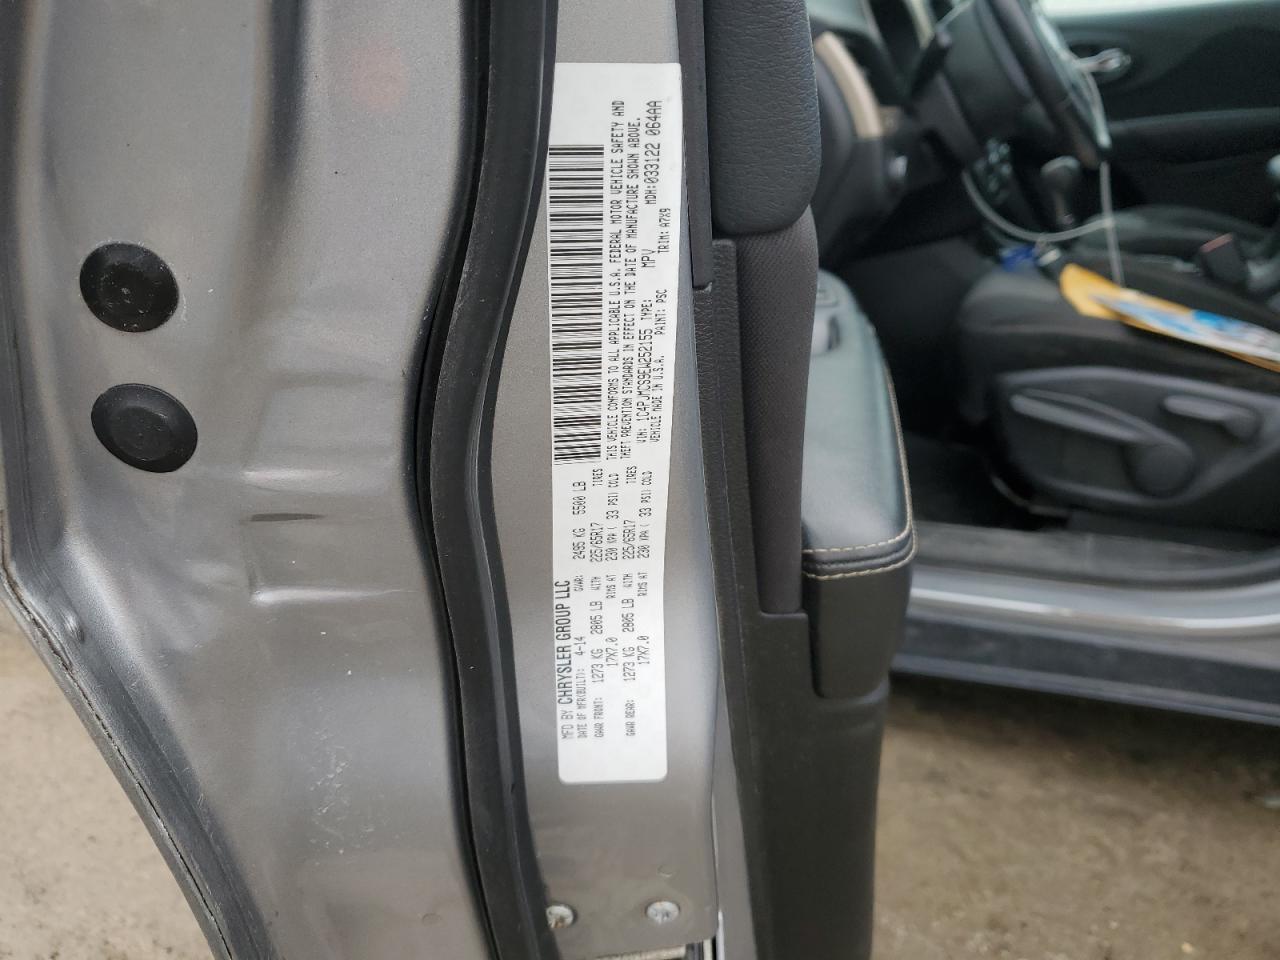 MFD BY CHRYSLER GROUP LLC
DATE OF MFR(BUILT): 4-14 GVWR: 2495 KG 5500 LB
GAWR FRONT: 1273 KG 2805 LB WITH 225/65R17 TIRES
17X7.0 RIMS AT 230 KPA ( 33 PSI) COLD
GAWR REAR: 1273 KG 2805 LB WITH 225/65R17 TIRES
17X7.0 RIMS AT 230 KPA ( 33 PSI) COLD
THIS VEHICLE CONFORMS TO ALL APPLICABLE U.S.A. FEDERAL MOTOR VEHICLE SAFETY AND
THEFT PREVENTION STANDARDS IN EFFECT ON THE DATE OF MANUFACTURE SHOWN ABOVE.
VIN: 1C4PJMCS9EW252155 TYPE: MPV MDH:033122 064AA
VEHICLE MADE IN U.S.A. PAINT: PSC TRIM: A7X9